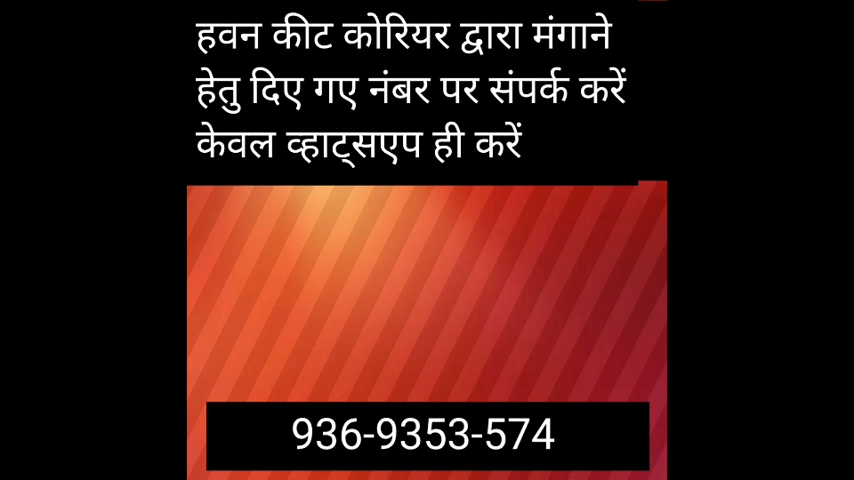 हवन कीट कोरियर द्वारा मंगाने
हेतु दिए गए नंबर पर संपर्क करें
केवल व्हाट्सएप ही करें
936-9353-574